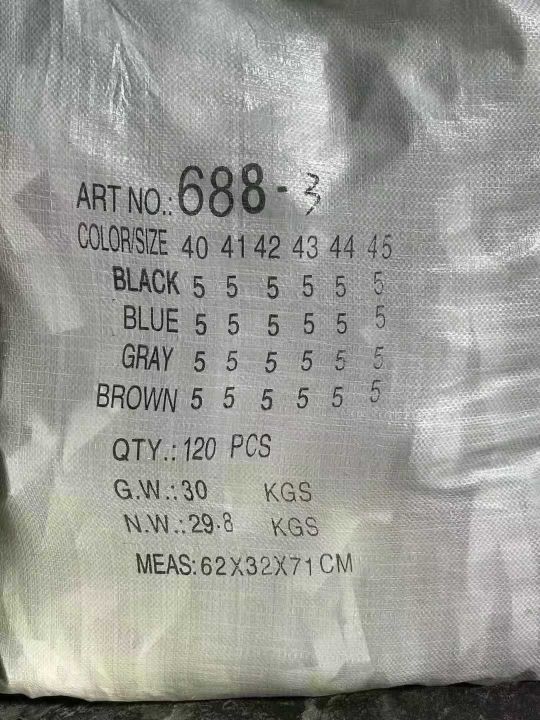 ART NO.: 688-3
COLOR/SIZE 40 41 42 43 44 45
BLACK 5 5 5 5 5 5
BLUE 5 5 5 5 5 5
GRAY 5 5 5 5 5 5
BROWN 5 5 5 5 5 5
QTY.: 120 PCS
G.W.: 30 KGS
N.W.: 29.8 KGS
MEAS: 62X32X71CM